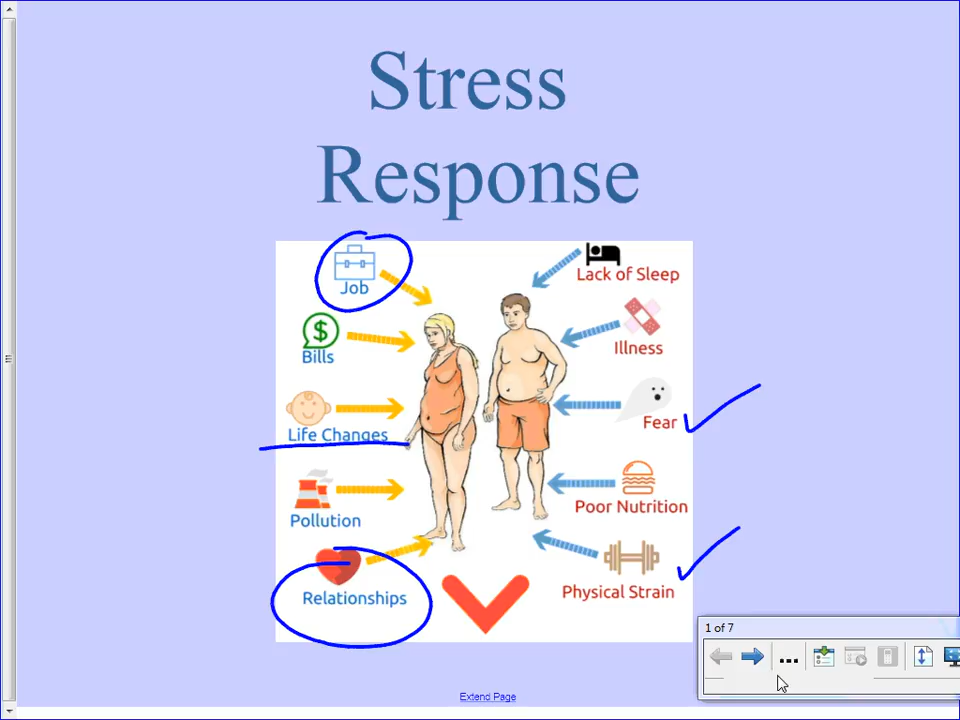 Stress
Response
Job
Lack of Sleep
Bills
$
Illness
Life Changes
Fear
Pollution
Poor Nutrition
Relationships
Physical Strain
1 of 7
Extend Page